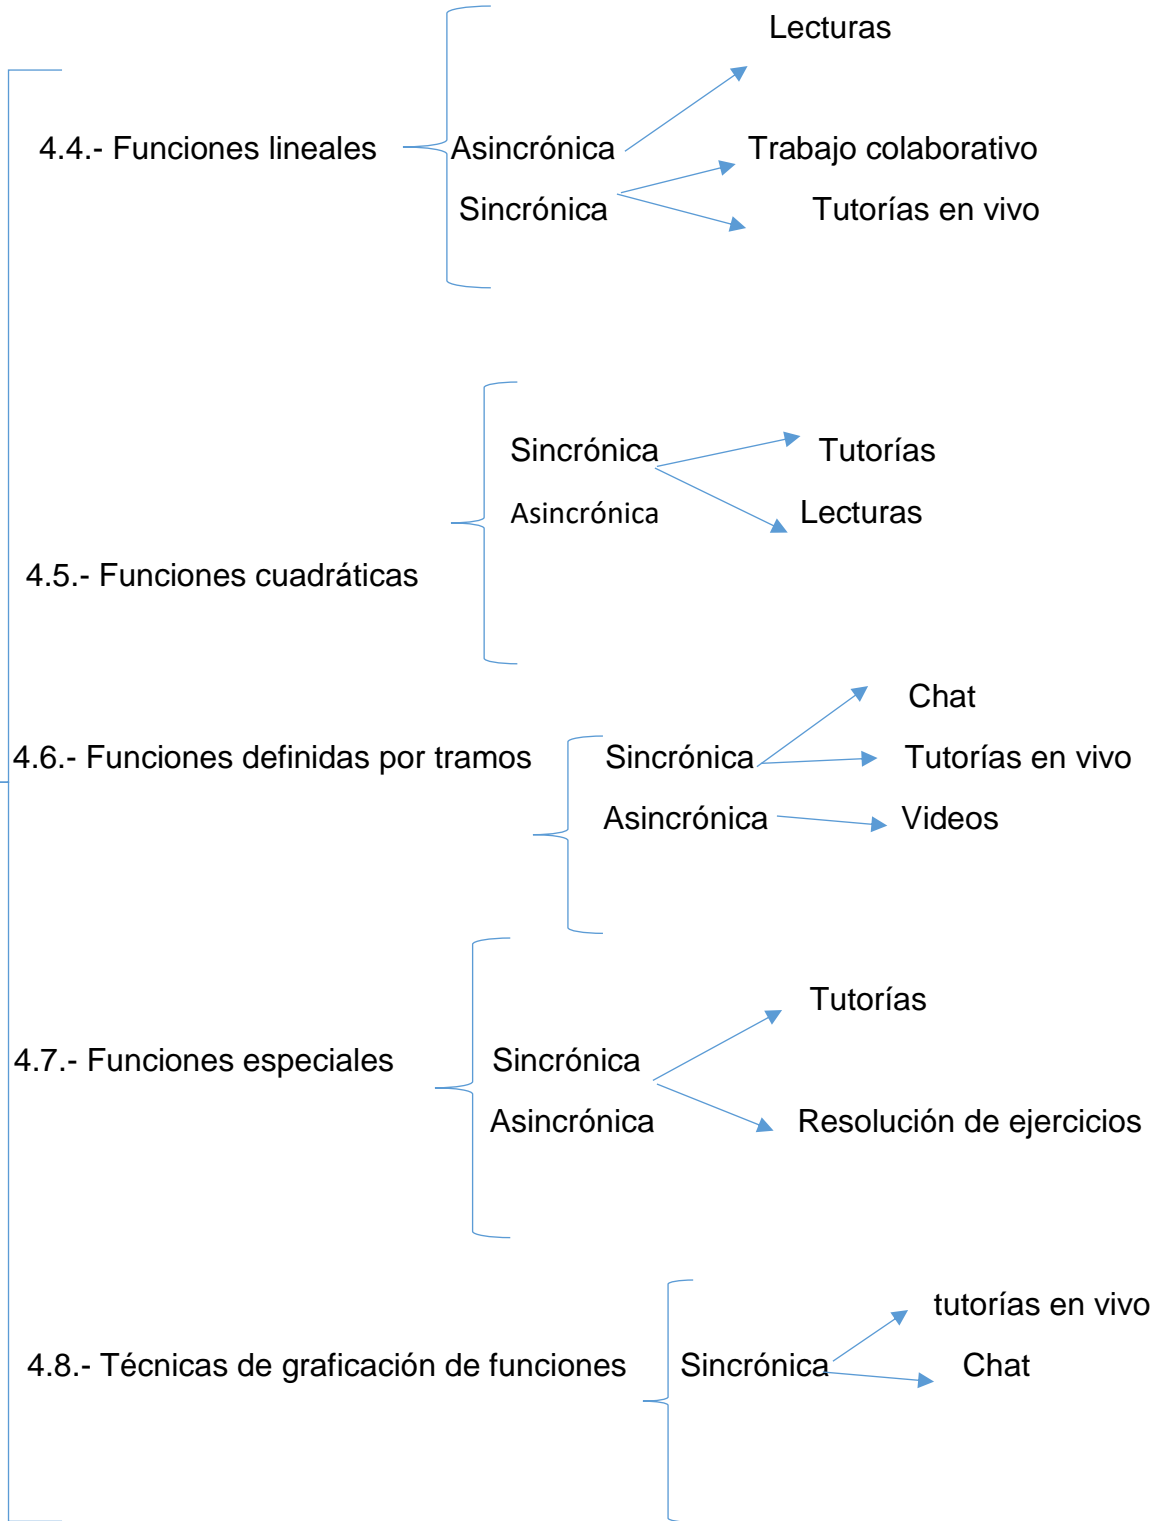 Lecturas
4.4.- Funciones lineales Asincrónica Trabajo colaborativo
Sincrónica Tutorías en vivo
Sincrónica Tutorías
Asincrónica Lecturas
4.5.- Funciones cuadráticas
Chat
4.6.- Funciones definidas por tramos Sincrónica Tutorías en vivo
Asincrónica Videos
Tutorías
4.7.- Funciones especiales Sincrónica
Asincrónica Resolución de ejercicios
tutorías en vivo
4.8.- Técnicas de graficación de funciones Sincrónica Chat